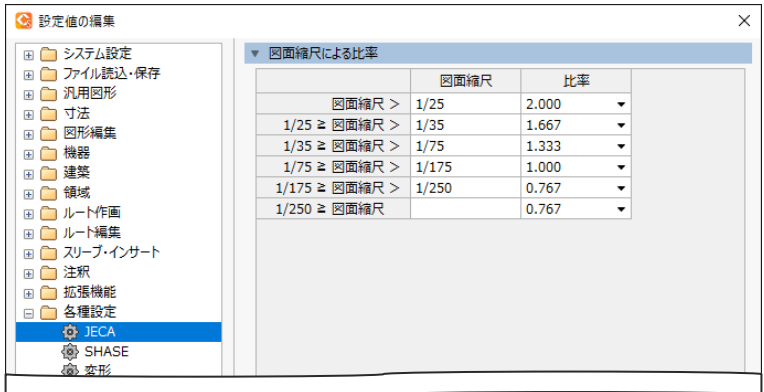 設定値の編集
システム設定
ファイル読込・保存
汎用図形
寸法
図形編集
機器
建築
領域
ルート作画
ルート編集
スリーブ・インサート
注釈
拡張機能
各種設定
JECA
SHASE
変形
図面縮尺による比率
図面縮尺 比率
図面縮尺 > 1/25 2.000
1/25 ≧ 図面縮尺 > 1/35 1.667
1/35 ≧ 図面縮尺 > 1/75 1.333
1/75 ≧ 図面縮尺 > 1/175 1.000
1/175 ≧ 図面縮尺 > 1/250 0.767
1/250 ≧ 図面縮尺 0.767